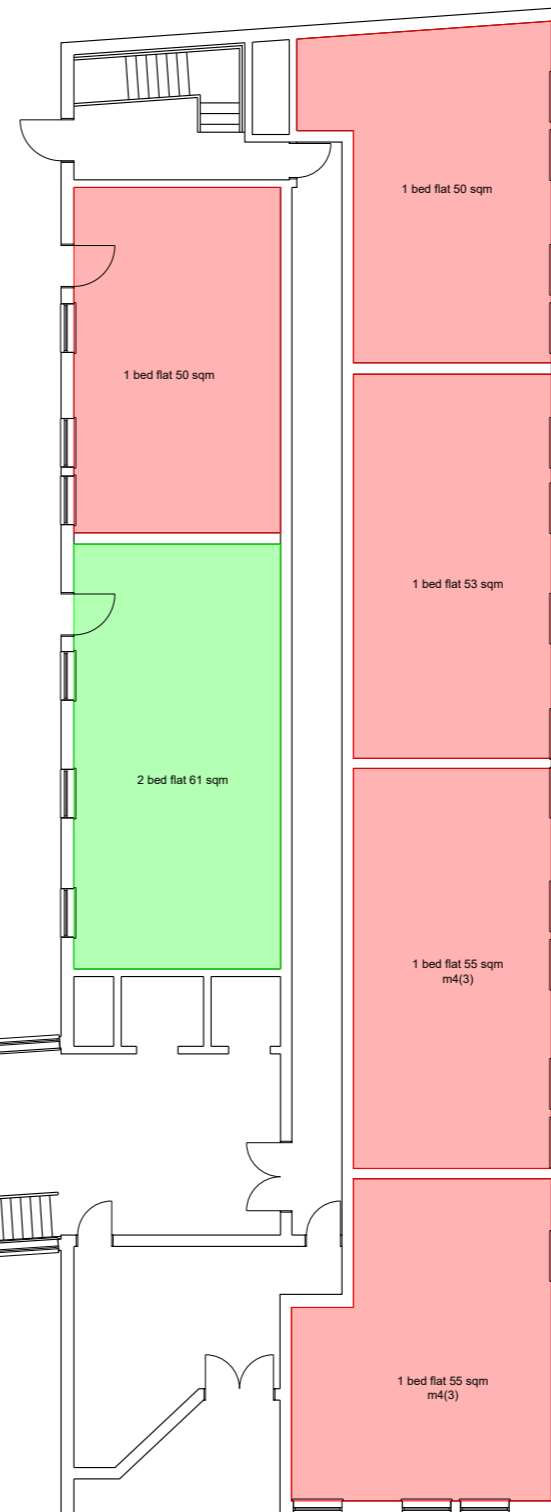 1 bed flat 50 sqm
1 bed flat 50 sqm
1 bed flat 53 sqm
2 bed flat 61 sqm
1 bed flat 55 sqm
m4(3)
1 bed flat 55 sqm
m4(3)